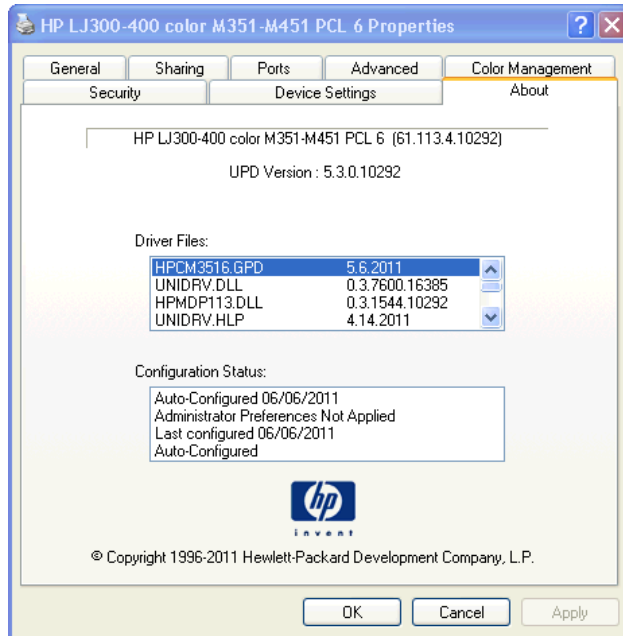 HP LJ300-400 color M351-M451 PCL 6 Properties
General Sharing Ports Advanced Color Management
Security Device Settings About
HP LJ300-400 color M351-M451 PCL 6 (61.113.4.10292)
UPD Version : 5.3.0.10292
Driver Files:
HPCM3516.GPD 5.6.2011
UNIDRV.DLL 0.3.7600.16385
HPMDP113.DLL 0.3.1544.10292
UNIDRV.HLP 4.14.2011
Configuration Status:
Auto-Configured 06/06/2011
Administrator Preferences Not Applied
Last configured 06/06/2011
Auto-Configured
hp
invent
© Copyright 1996-2011 Hewlett-Packard Development Company, L.P.
OK Cancel Apply